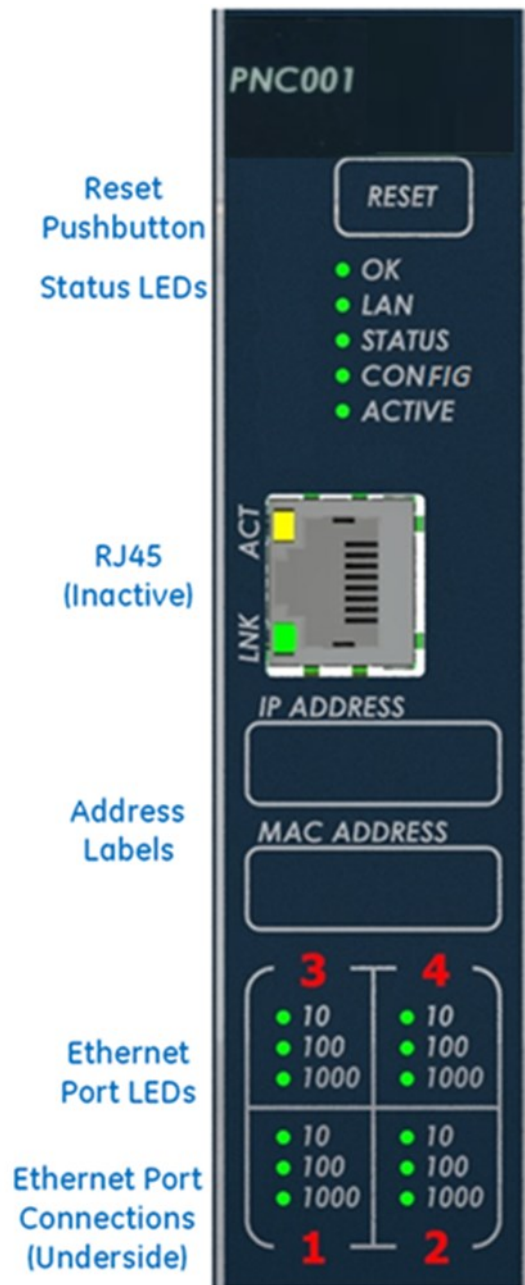 PNC001
Reset
Pushbutton
RESET
Status LEDs
OK
LAN
STATUS
CONFIG
ACTIVE
RJ45
(Inactive)
ACT
LNK
IP ADDRESS
Address
Labels
MAC ADDRESS
3 4
10 10
100 100
1000 1000
Ethernet
Port LEDs
10 10
100 100
1000 1000
1 2
Ethernet Port
Connections
(Underside)